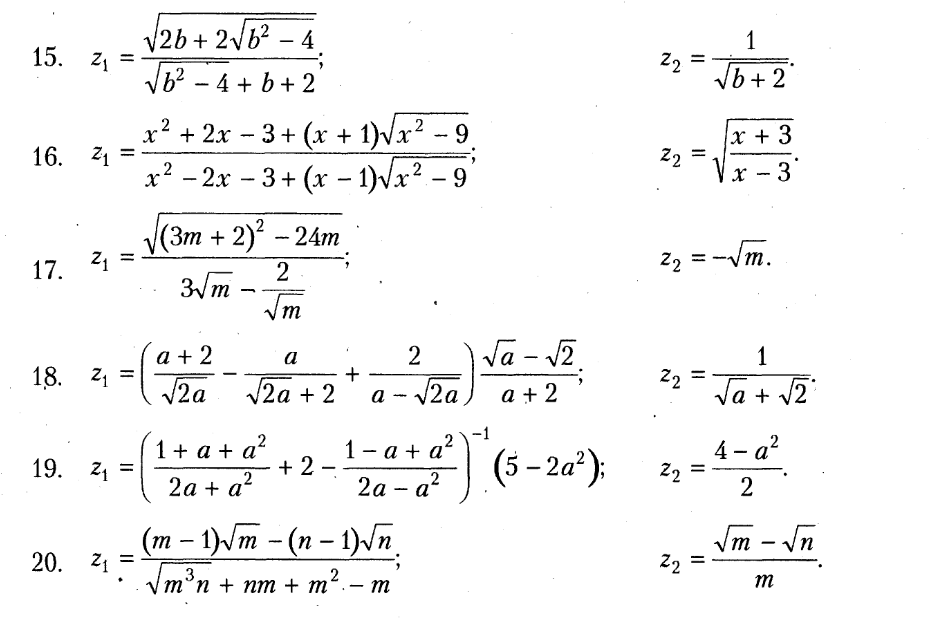 15. z₁ = √(2b + 2√(b² − 4)) / (√(b² − 4) + b + 2); z₂ = 1 / √(b + 2).
16. z₁ = (x² + 2x − 3 + (x + 1)√(x² − 9)) / (x² − 2x − 3 + (x − 1)√(x² − 9)); z₂ = √((x + 3) / (x − 3)).
17. z₁ = √((3m + 2)² − 24m) / (3√m − 2/√m); z₂ = −√m.
18. z₁ = ((a + 2)/√(2a) − a/(√(2a) + 2) + 2/(a − √(2a))) (√a − √2)/(a + 2); z₂ = 1 / (√a + √2).
19. z₁ = ((1 + a + a²)/(2a + a²) + 2 − (1 − a + a²)/(2a − a²))⁻¹ (5 − 2a²); z₂ = (4 − a²)/2.
20. z₁ = ((m − 1)√m − (n − 1)√n) / (√(m³n) + nm + m² − m); z₂ = (√m − √n)/m.